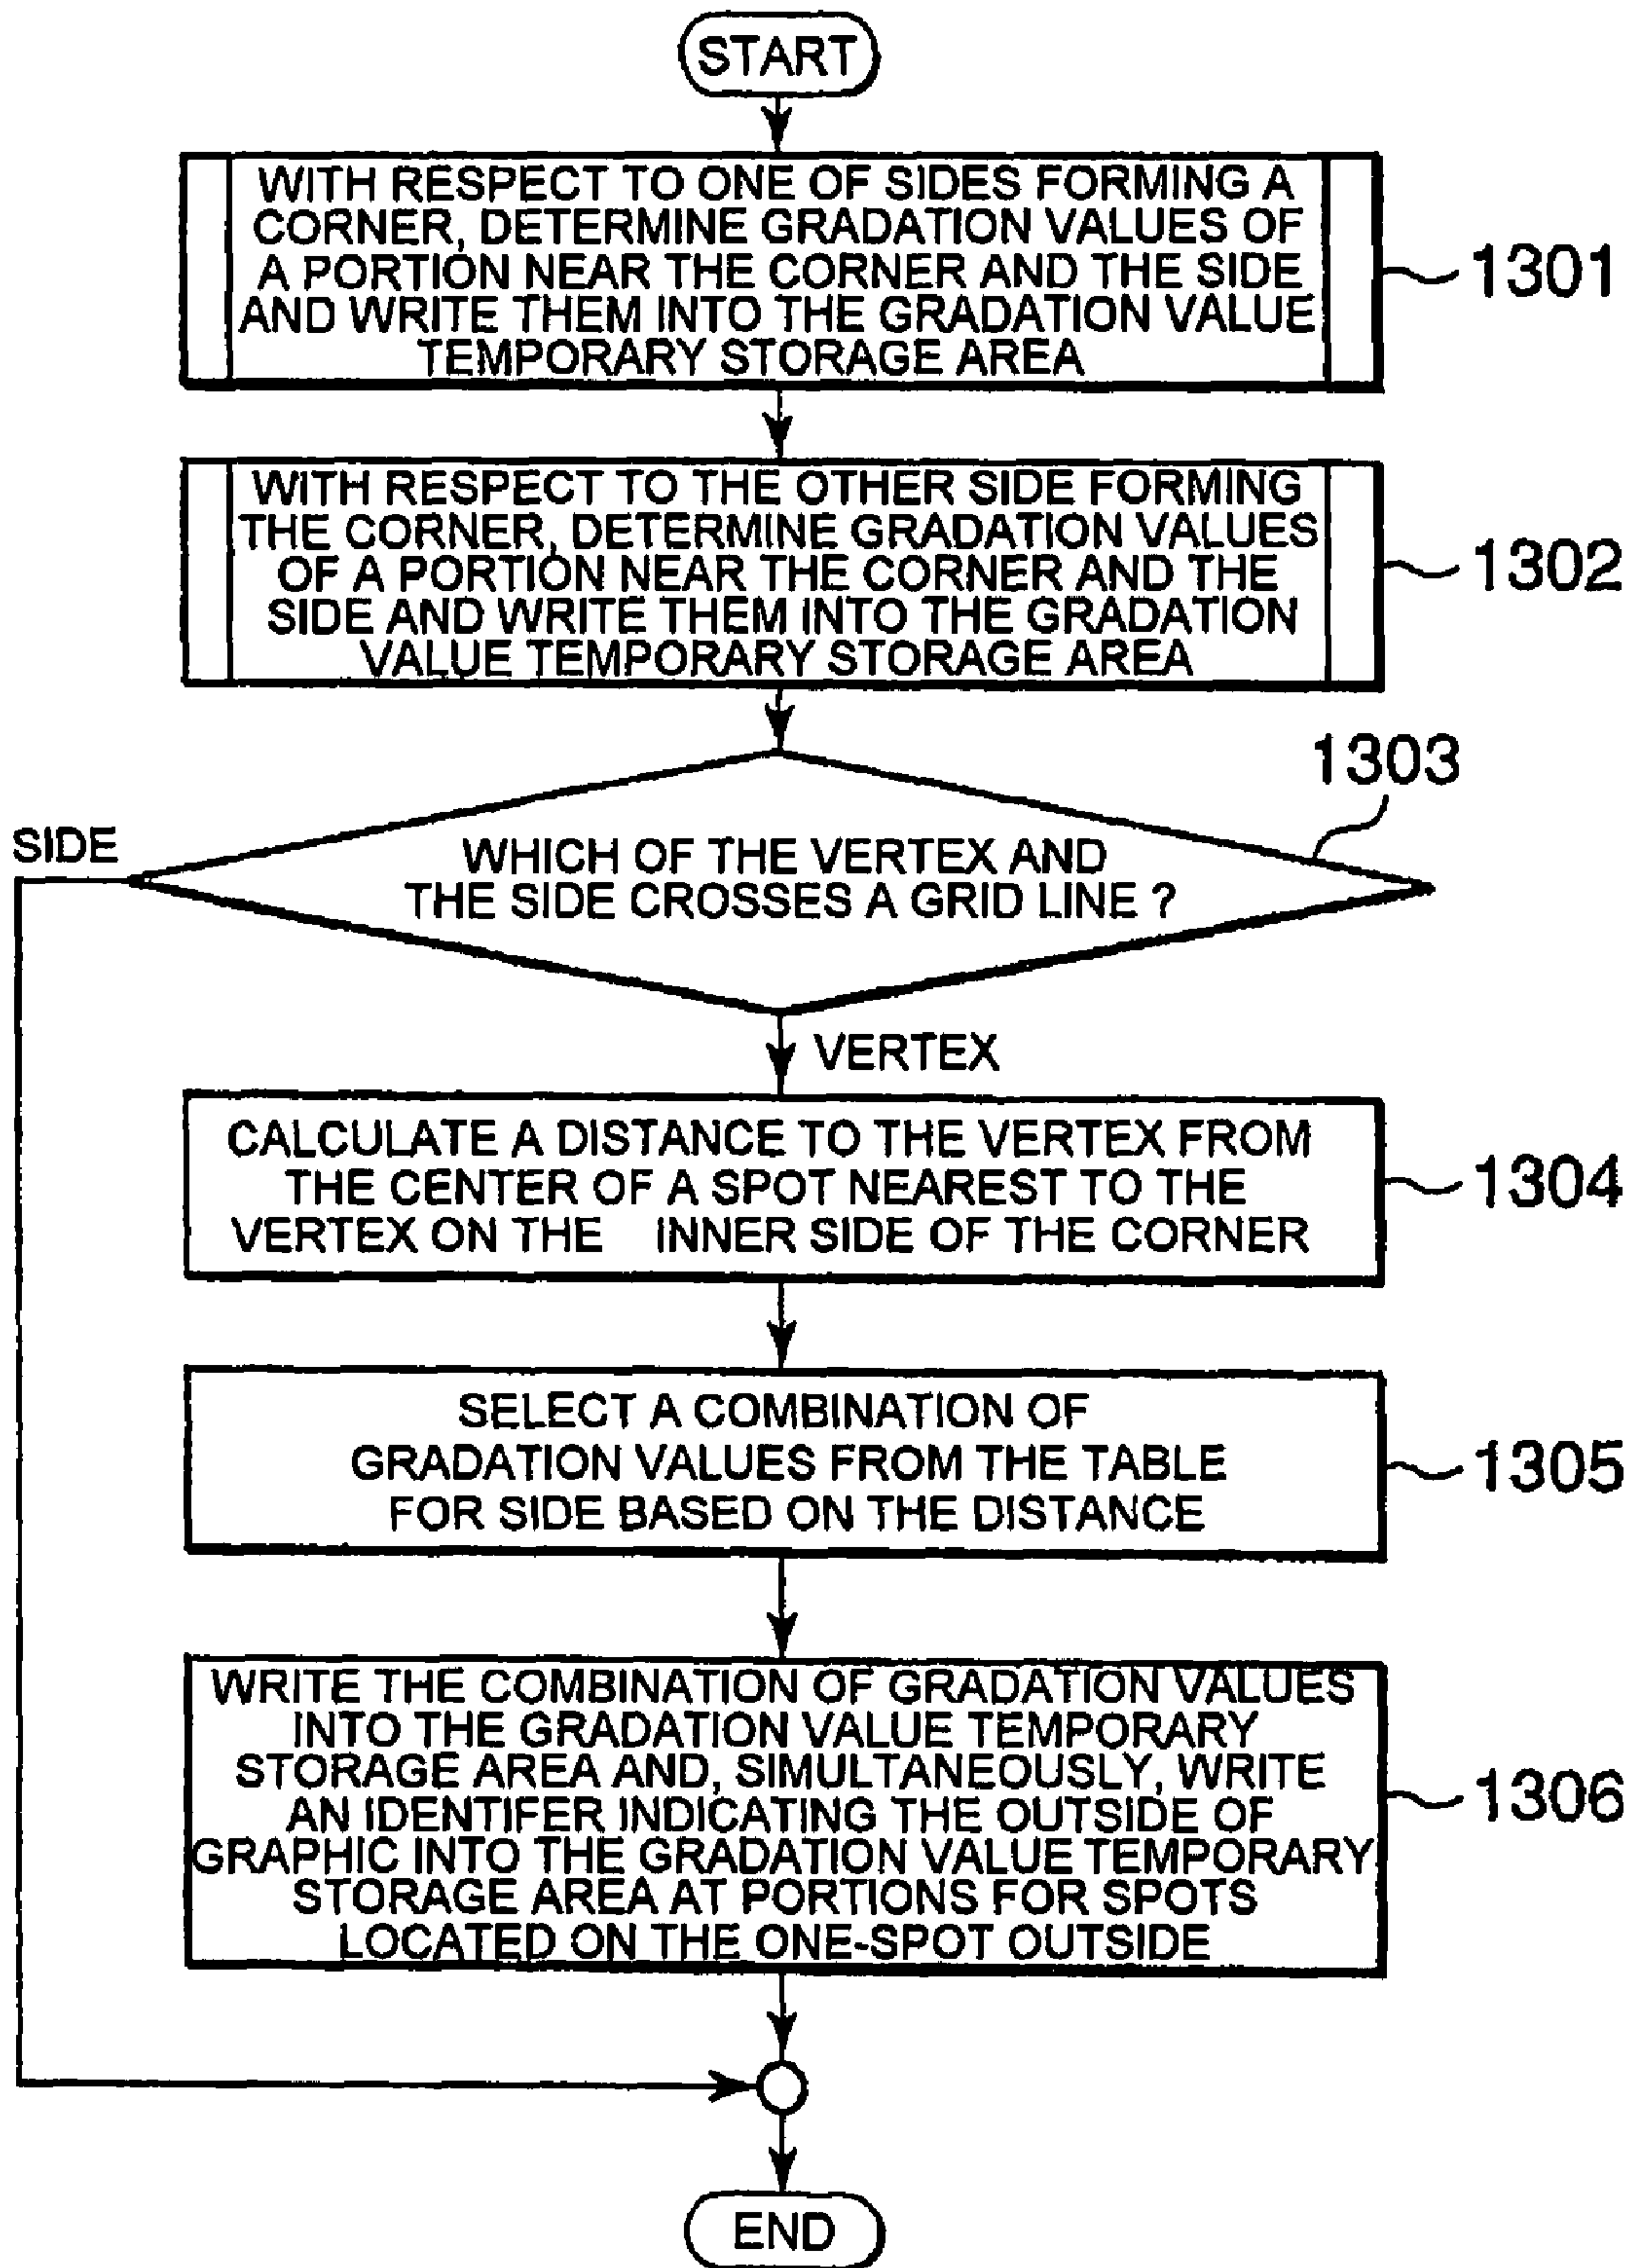 START
WITH RESPECT TO ONE OF SIDES FORMING A
CORNER, DETERMINE GRADATION VALUES OF
A PORTION NEAR THE CORNER AND THE SIDE
AND WRITE THEM INTO THE GRADATION VALUE
TEMPORARY STORAGE AREA
1301
WITH RESPECT TO THE OTHER SIDE FORMING
THE CORNER, DETERMINE GRADATION VALUES
OF A PORTION NEAR THE CORNER AND THE
SIDE AND WRITE THEM INTO THE GRADATION
VALUE TEMPORARY STORAGE AREA
1302
1303
SIDE
WHICH OF THE VERTEX AND
THE SIDE CROSSES A GRID LINE ?
VERTEX
CALCULATE A DISTANCE TO THE VERTEX FROM
THE CENTER OF A SPOT NEAREST TO THE
VERTEX ON THE INNER SIDE OF THE CORNER
1304
SELECT A COMBINATION OF
GRADATION VALUES FROM THE TABLE
FOR SIDE BASED ON THE DISTANCE
1305
WRITE THE COMBINATION OF GRADATION VALUES
INTO THE GRADATION VALUE TEMPORARY
STORAGE AREA AND, SIMULTANEOUSLY, WRITE
AN IDENTIFER INDICATING THE OUTSIDE OF
GRAPHIC INTO THE GRADATION VALUE TEMPORARY
STORAGE AREA AT PORTIONS FOR SPOTS
LOCATED ON THE ONE-SPOT OUTSIDE
1306
END